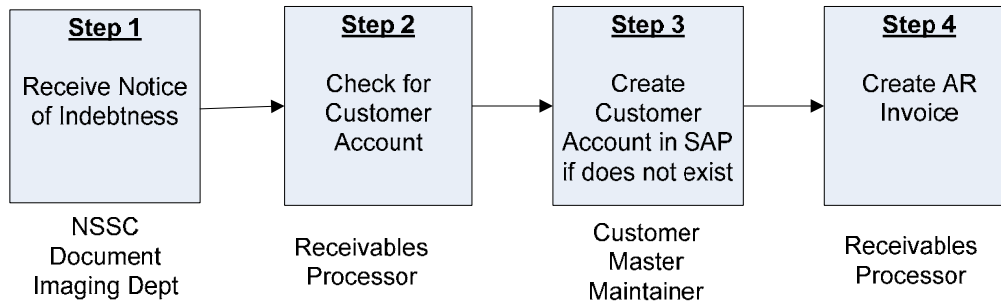 Step 1
Receive Notice
of Indebtness
NSSC
Document
Imaging Dept
Step 2
Check for
Customer
Account
Receivables
Processor
Step 3
Create
Customer
Account in SAP
if does not exist
Customer
Master
Maintainer
Step 4
Create AR
Invoice
Receivables
Processor